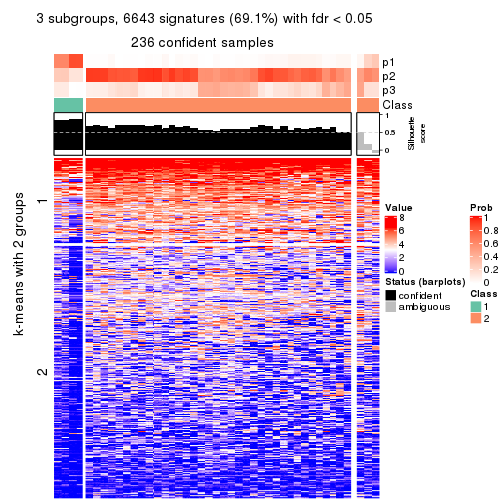 3 subgroups, 6643 signatures (69.1%) with fdr < 0.05
236 confident samples
p1
p2
p3
Class
1
0.5
0
Silhouette
score
k-means with 2 groups
1
2
Value
8
6
4
2
0
Status (barplots)
confident
ambiguous
Prob
1
0.8
0.6
0.4
0.2
0
Class
1
2